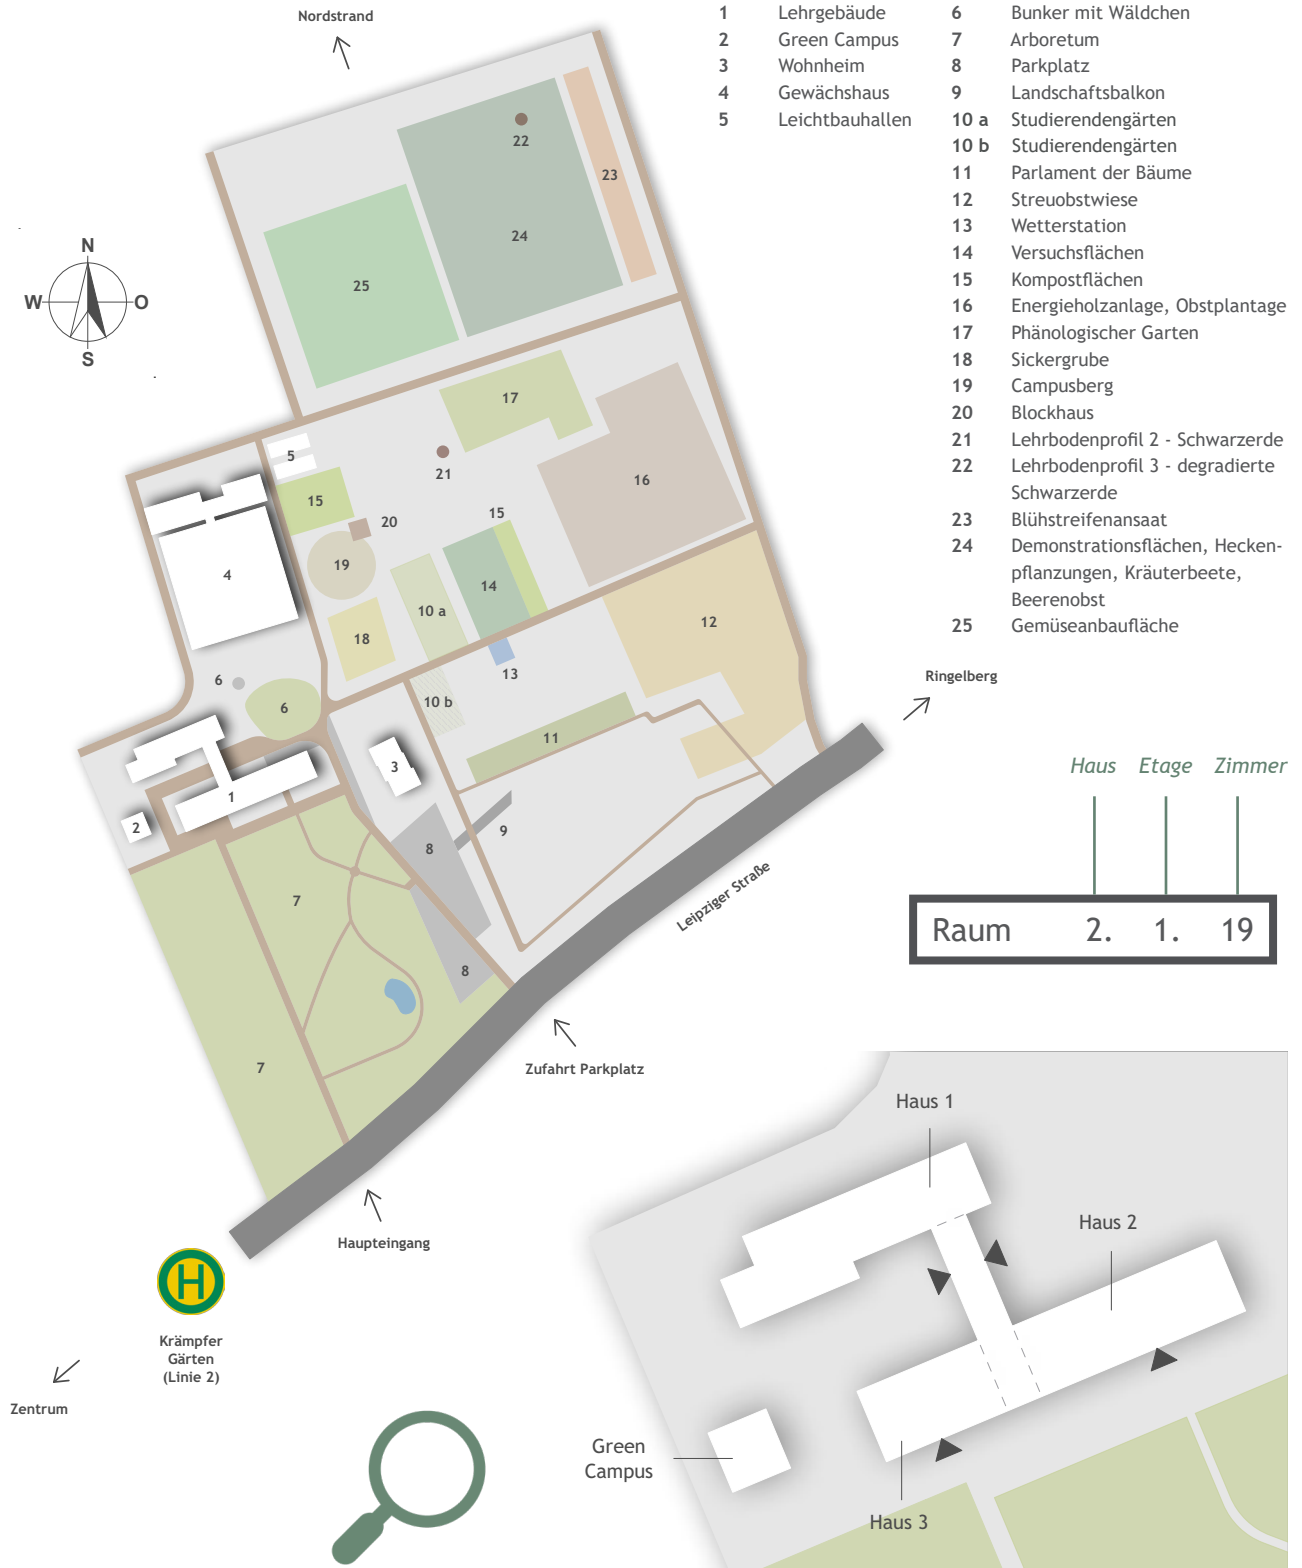 Nordstrand
1 Lehrgebäude
2 Green Campus
3 Wohnheim
4 Gewächshaus
5 Leichtbauhallen
6 Bunker mit Wäldchen
7 Arboretum
8 Parkplatz
9 Landschaftsbalkon
10 a Studierendengärten
10 b Studierendengärten
11 Parlament der Bäume
12 Streuobstwiese
13 Wetterstation
14 Versuchsflächen
15 Kompostflächen
16 Energieholzanlage, Obstplantage
17 Phänologischer Garten
18 Sickergrube
19 Campusberg
20 Blockhaus
21 Lehrbodenprofil 2 - Schwarzerde
22 Lehrbodenprofil 3 - degradierte
Schwarzerde
23 Blühstreifenansaat
24 Demonstrationsflächen, Hecken-
pflanzungen, Kräuterbeete,
Beerenobst
25 Gemüseanbaufläche
N
W
O
S
22
23
24
25
17
5
21
16
15
15
20
19
4
14
10 a
18
12
13
6
6
10 b
11
3
1
2
9
8
7
8
7
Ringelberg
Leipziger Straße
Zufahrt Parkplatz
Haupteingang
H
Krämpfer
Gärten
(Linie 2)
Zentrum
Haus Etage Zimmer
Raum 2. 1. 19
Haus 1
Haus 2
Green
Campus
Haus 3